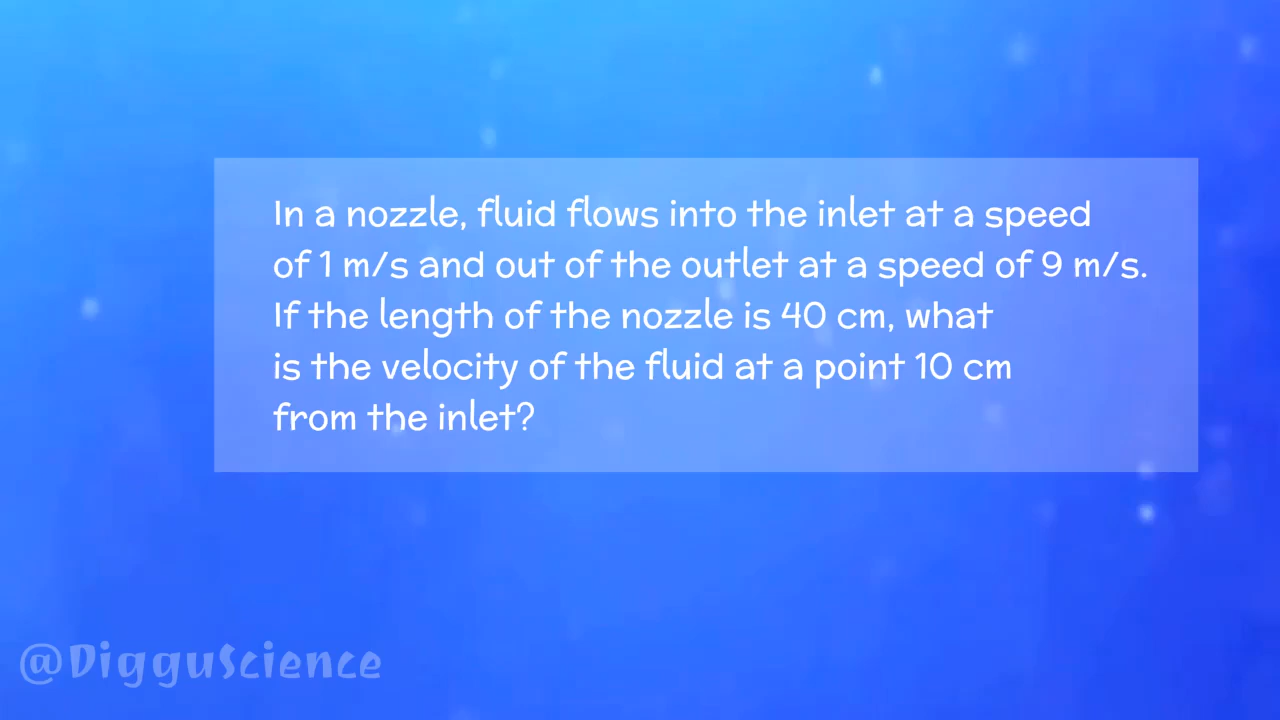 In a nozzle, fluid flows into the inlet at a speed
of 1 m/s and out of the outlet at a speed of 9 m/s.
If the length of the nozzle is 40 cm, what
is the velocity of the fluid at a point 10 cm
from the inlet?
@DigguScience